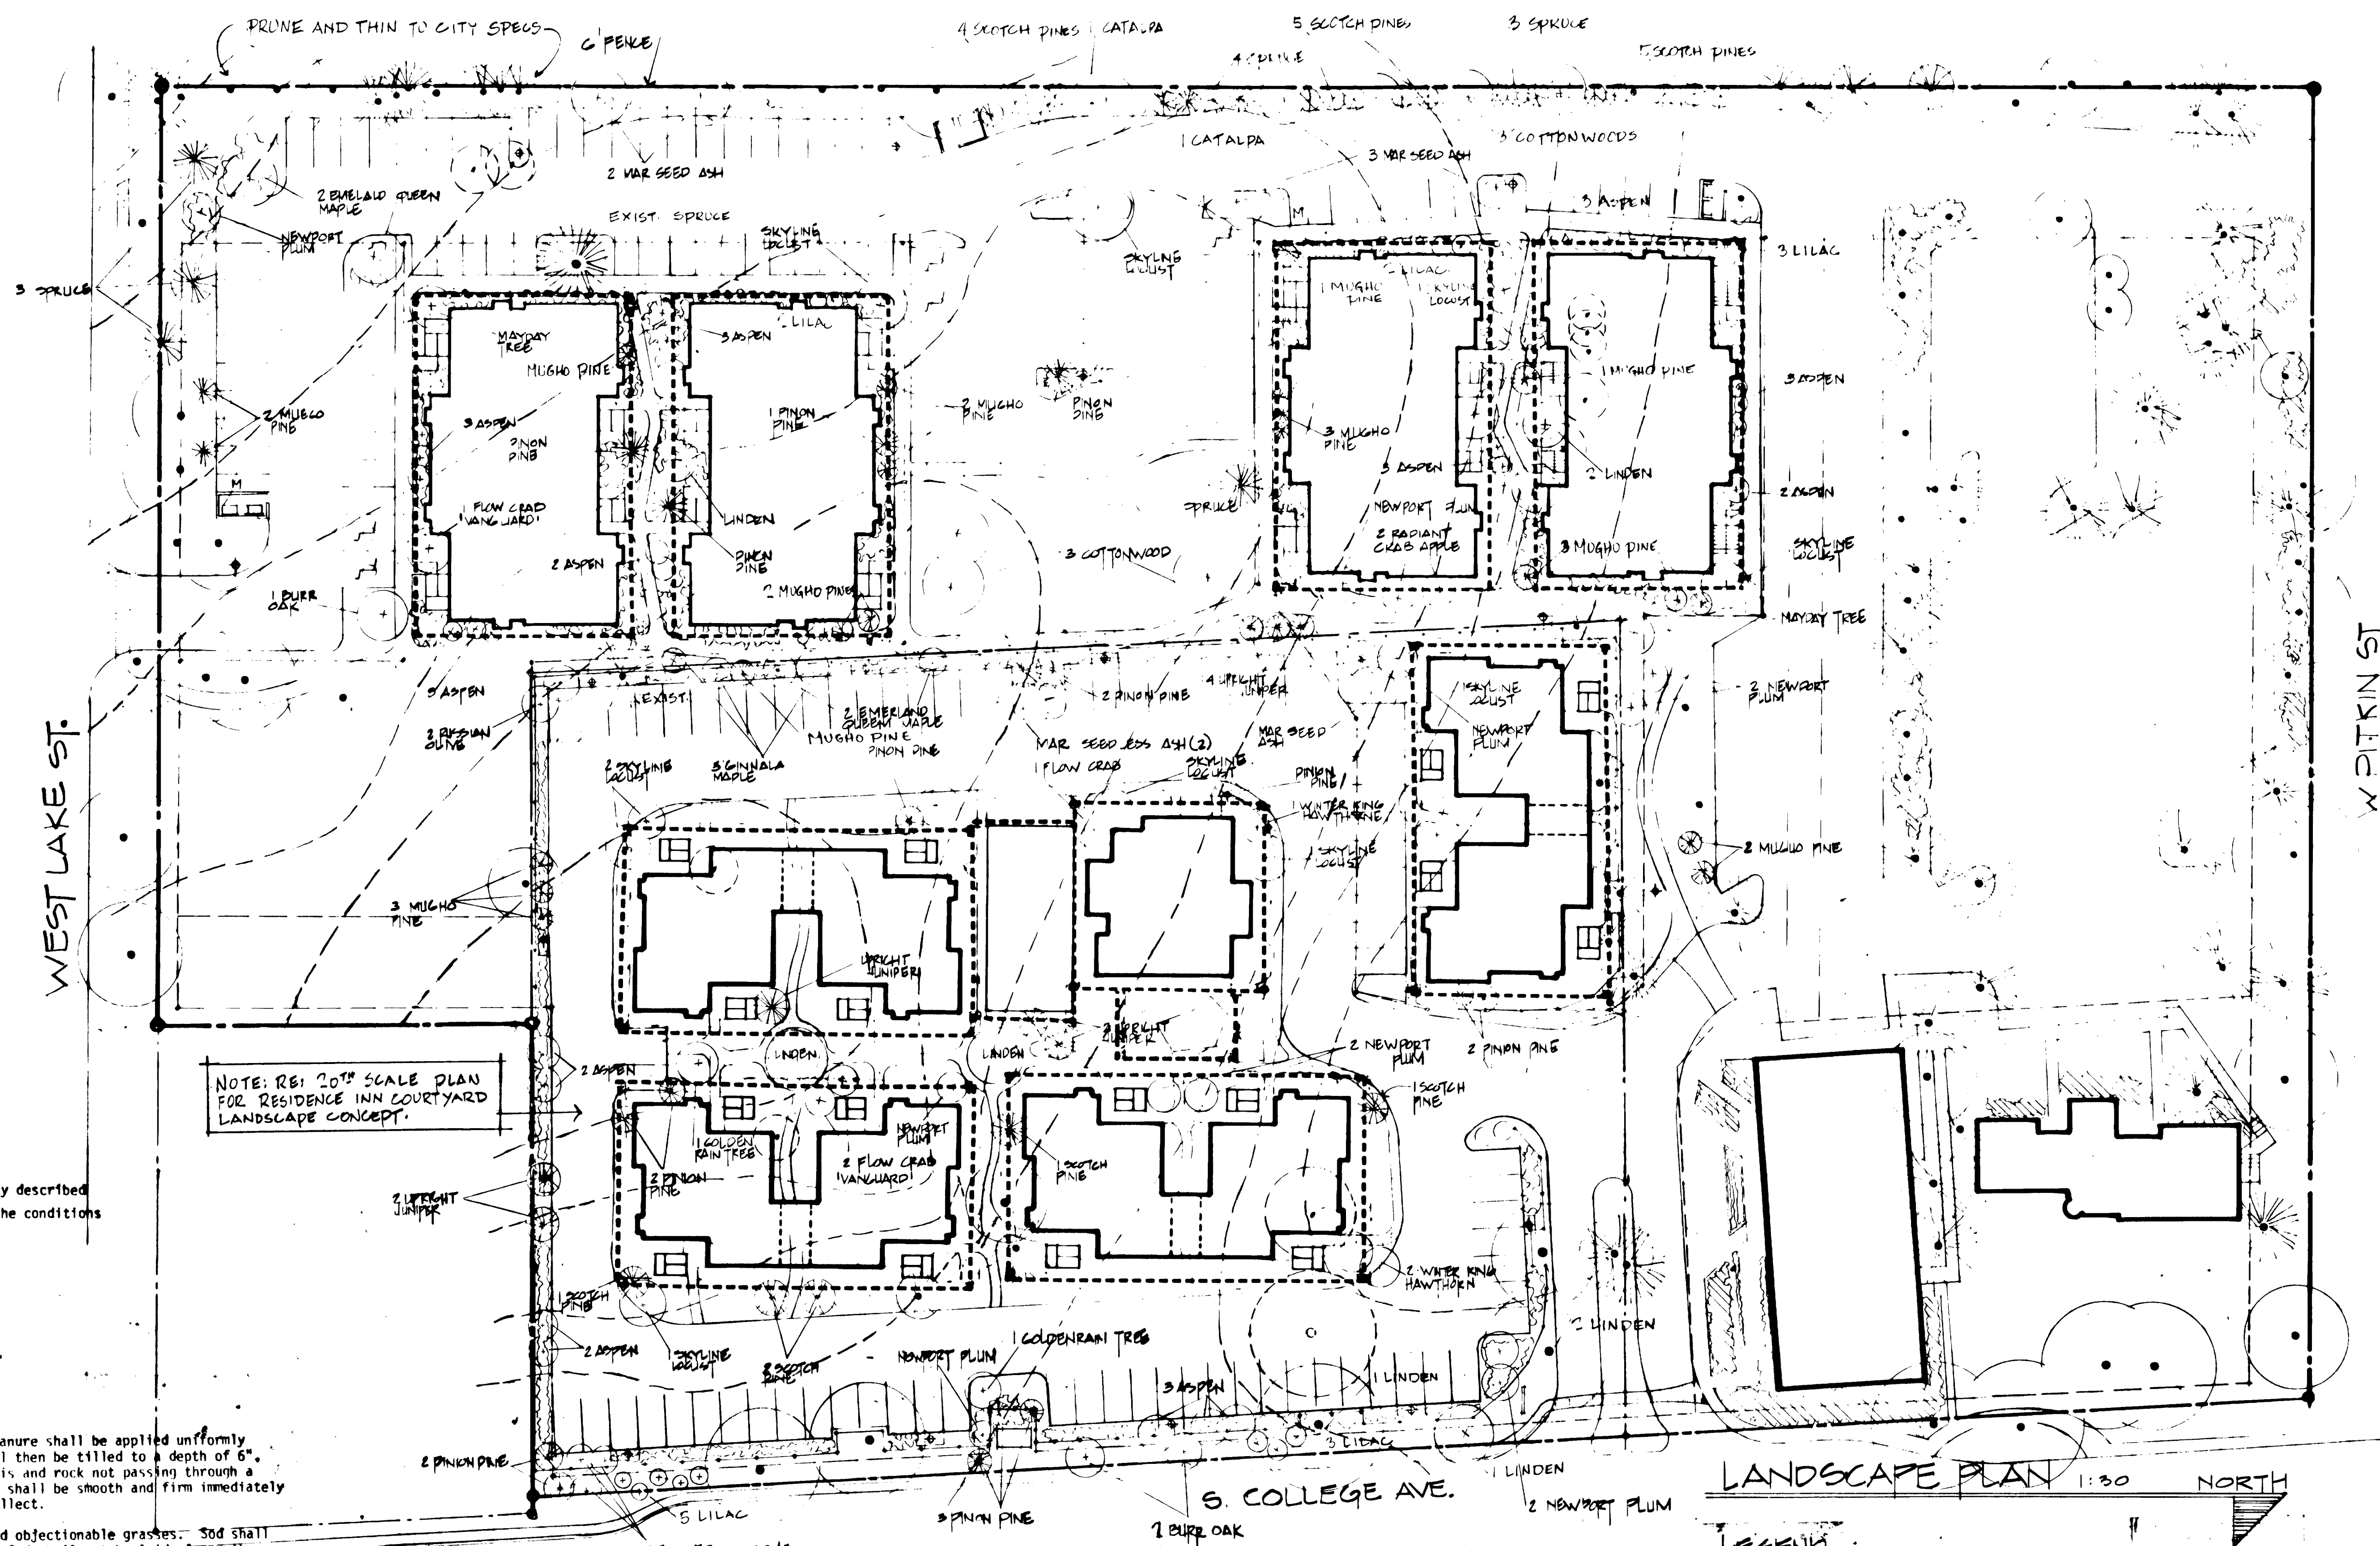 PRUNE AND THIN TO CITY SPECS
6' FENCE
4 SCOTCH PINES
1 CATALPA
5 SCOTCH PINES
3 SPRUCE
4 SPRUCE
5 SCOTCH PINES
1 CATALPA
3 MAR SEED ASH
3 COTTONWOODS
2 MAR SEED ASH
2 EMELALD QUEEN
MAPLE
EXIST. SPRUCE
3 ASPEN
NEWPORT
PLUM
SKYLINE
LOCUST
SKYLINE
LOCUST
3 LILAC
3 SPRUCE
LILAC
1 MUGHO
PINE
1 SKYLINE
LOCUST
MAYDAY
TREE
3 ASPEN
LILAC
MUGHO PINE
1 MUGHO PINE
3 ASPEN
2 MUEGO
PINE
3 ASPEN
PINON
PINE
1 PINON
PINE
2 MUGHO
PINE
PINON
PINE
3 MUGHO
PINE
3 ASPEN
LINDEN
M
M
1 FLOW CRAB
'VANGUARD'
LINDEN
SPRUCE
NEWPORT PLUM
2 RADIANT
CRAB APPLE
2 ASPEN
3 MUGHO PINE
SKYLINE
LOCUST
PINON
PINE
2 ASPEN
3 COTTONWOOD
2 MUGHO PINE
1 BURR
OAK
MAYDAY TREE
3 ASPEN
EXIST.
2 PINON PINE
4 UPRIGHT
JUNIPER
1 SKYLINE
LOCUST
2 NEWPORT
PLUM
2 RUSSIAN
OLIVE
2 EMERLAND
QUEEN MAPLE
MUGHO PINE
PINON PINE
MAR SEEDLESS ASH (2)
1 FLOW CRAB
MAR SEED
ASH
NEWPORT
PLUM
2 SKYLINE
LOCUST
3 GINNALA
MAPLE
SKYLINE
LOCUST
PINION
PINE
1 WINTER KING
HAWTHORNE
1 SKYLINE
LOCUST
2 MUGHO PINE
WEST LAKE ST.
W PITKIN ST
3 MUGHO
PINE
UPRIGHT
JUNIPER
UPRIGHT
JUNIPER
LINDEN
LINDEN
2 NEWPORT
PLUM
2 PINION PINE
2 ASPEN
NOTE: RE: 20TH SCALE PLAN
FOR RESIDENCE INN COURTYARD
LANDSCAPE CONCEPT.
1 SCOTCH
PINE
1 GOLDEN
RAIN TREE
NEWPORT
PLUM
2 FLOW CRAB
'VANGUARD'
2 PINION
PINE
1 SCOTCH
PINE
2 UPRIGHT
JUNIPER
y described
he conditions
1 SCOTCH
PINE
2 WINTER KING
HAWTHORN
2 ASPEN
1 SKYLINE
LOCUST
SCOTCH
PINE
NEWPORT PLUM
1 GOLDENRAIN TREE
LINDEN
3 ASPEN
1 LINDEN
2 PINION PINE
3 LILAC
1 LINDEN
5 LILAC
3 PINON PINE
S. COLLEGE AVE.
2 BURR OAK
2 NEWPORT PLUM
anure shall be applied uniformly
l then be tilled to a depth of 6".
is and rock not passing through a
shall be smooth and firm immediately
llect.
d objectionable grasses. Sod shall
LANDSCAPE PLAN 1:30 NORTH
LEGEND